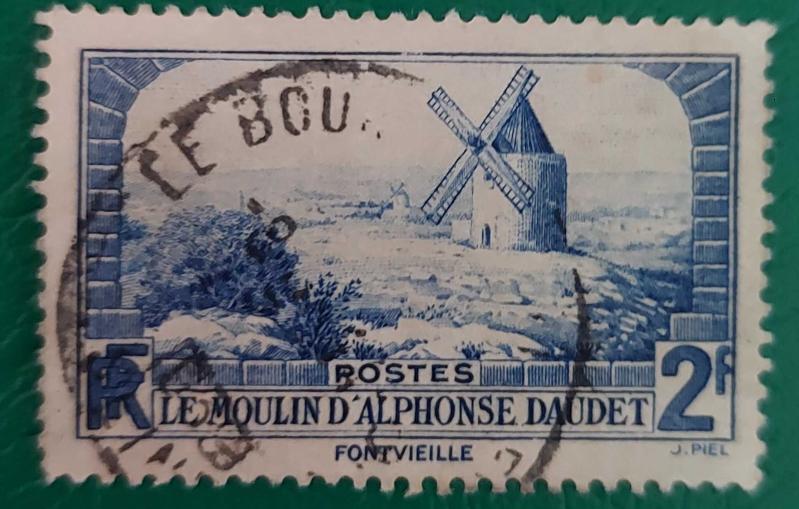 LE BOU
POSTES
RF LE MOULIN D'ALPHONSE DAUDET 2F
FONTVIEILLE
J. PIEL